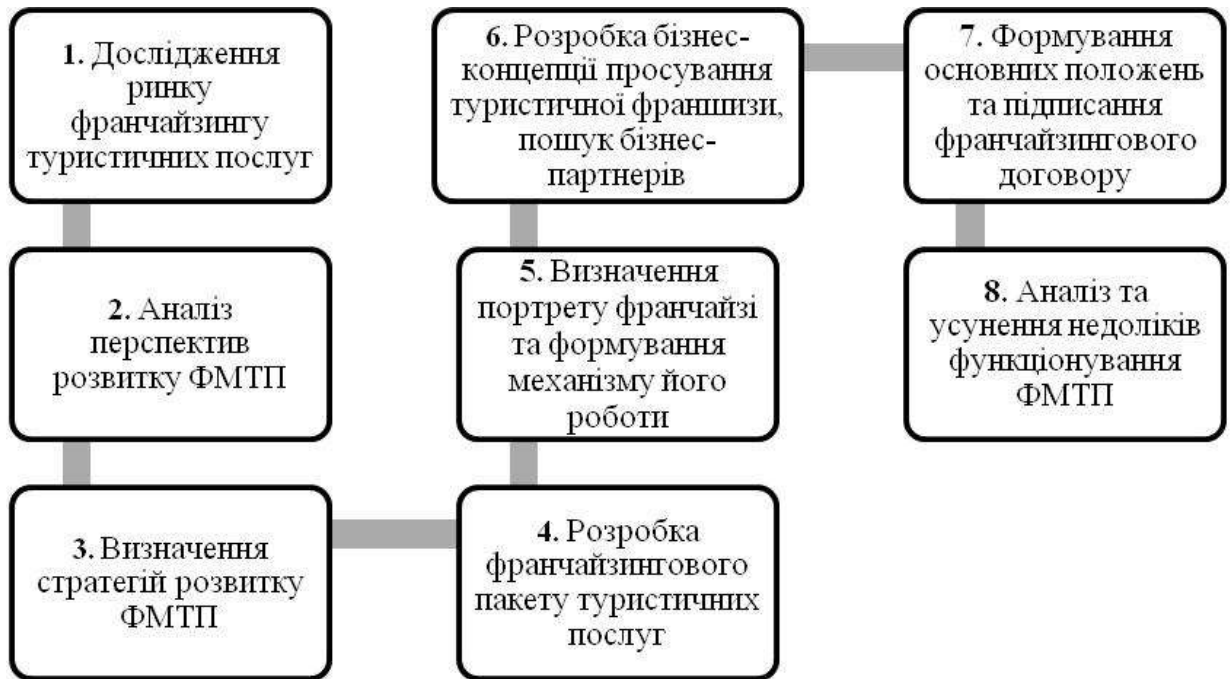 1. Дослідження
ринку
франчайзингу
туристичних послуг
2. Аналіз
перспектив
розвитку ФМТП
3. Визначення
стратегій розвитку
ФМТП
4. Розробка
франчайзингового
пакету туристичних
послуг
5. Визначення
портрету франчайзі
та формування
механізму його
роботи
6. Розробка бізнес-
концепції просування
туристичної франшизи,
пошук бізнес-
партнерів
7. Формування
основних положень
та підписання
франчайзингового
договору
8. Аналіз та
усунення недоліків
функціонування
ФМТП